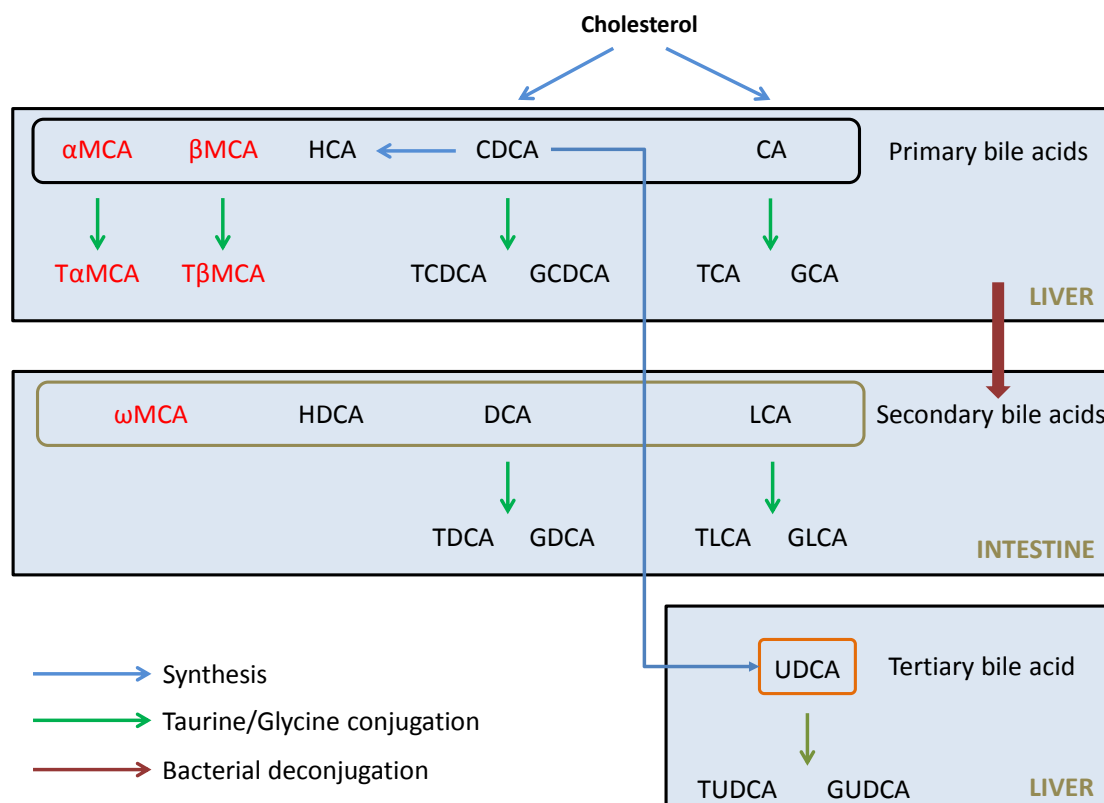 Cholesterol
αMCA βMCA HCA CDCA CA Primary bile acids
TαMCA TβMCA TCDCA GCDCA TCA GCA
LIVER
ωMCA HDCA DCA LCA Secondary bile acids
TDCA GDCA TLCA GLCA INTESTINE
UDCA Tertiary bile acid
Synthesis
Taurine/Glycine conjugation
Bacterial deconjugation
TUDCA GUDCA LIVER